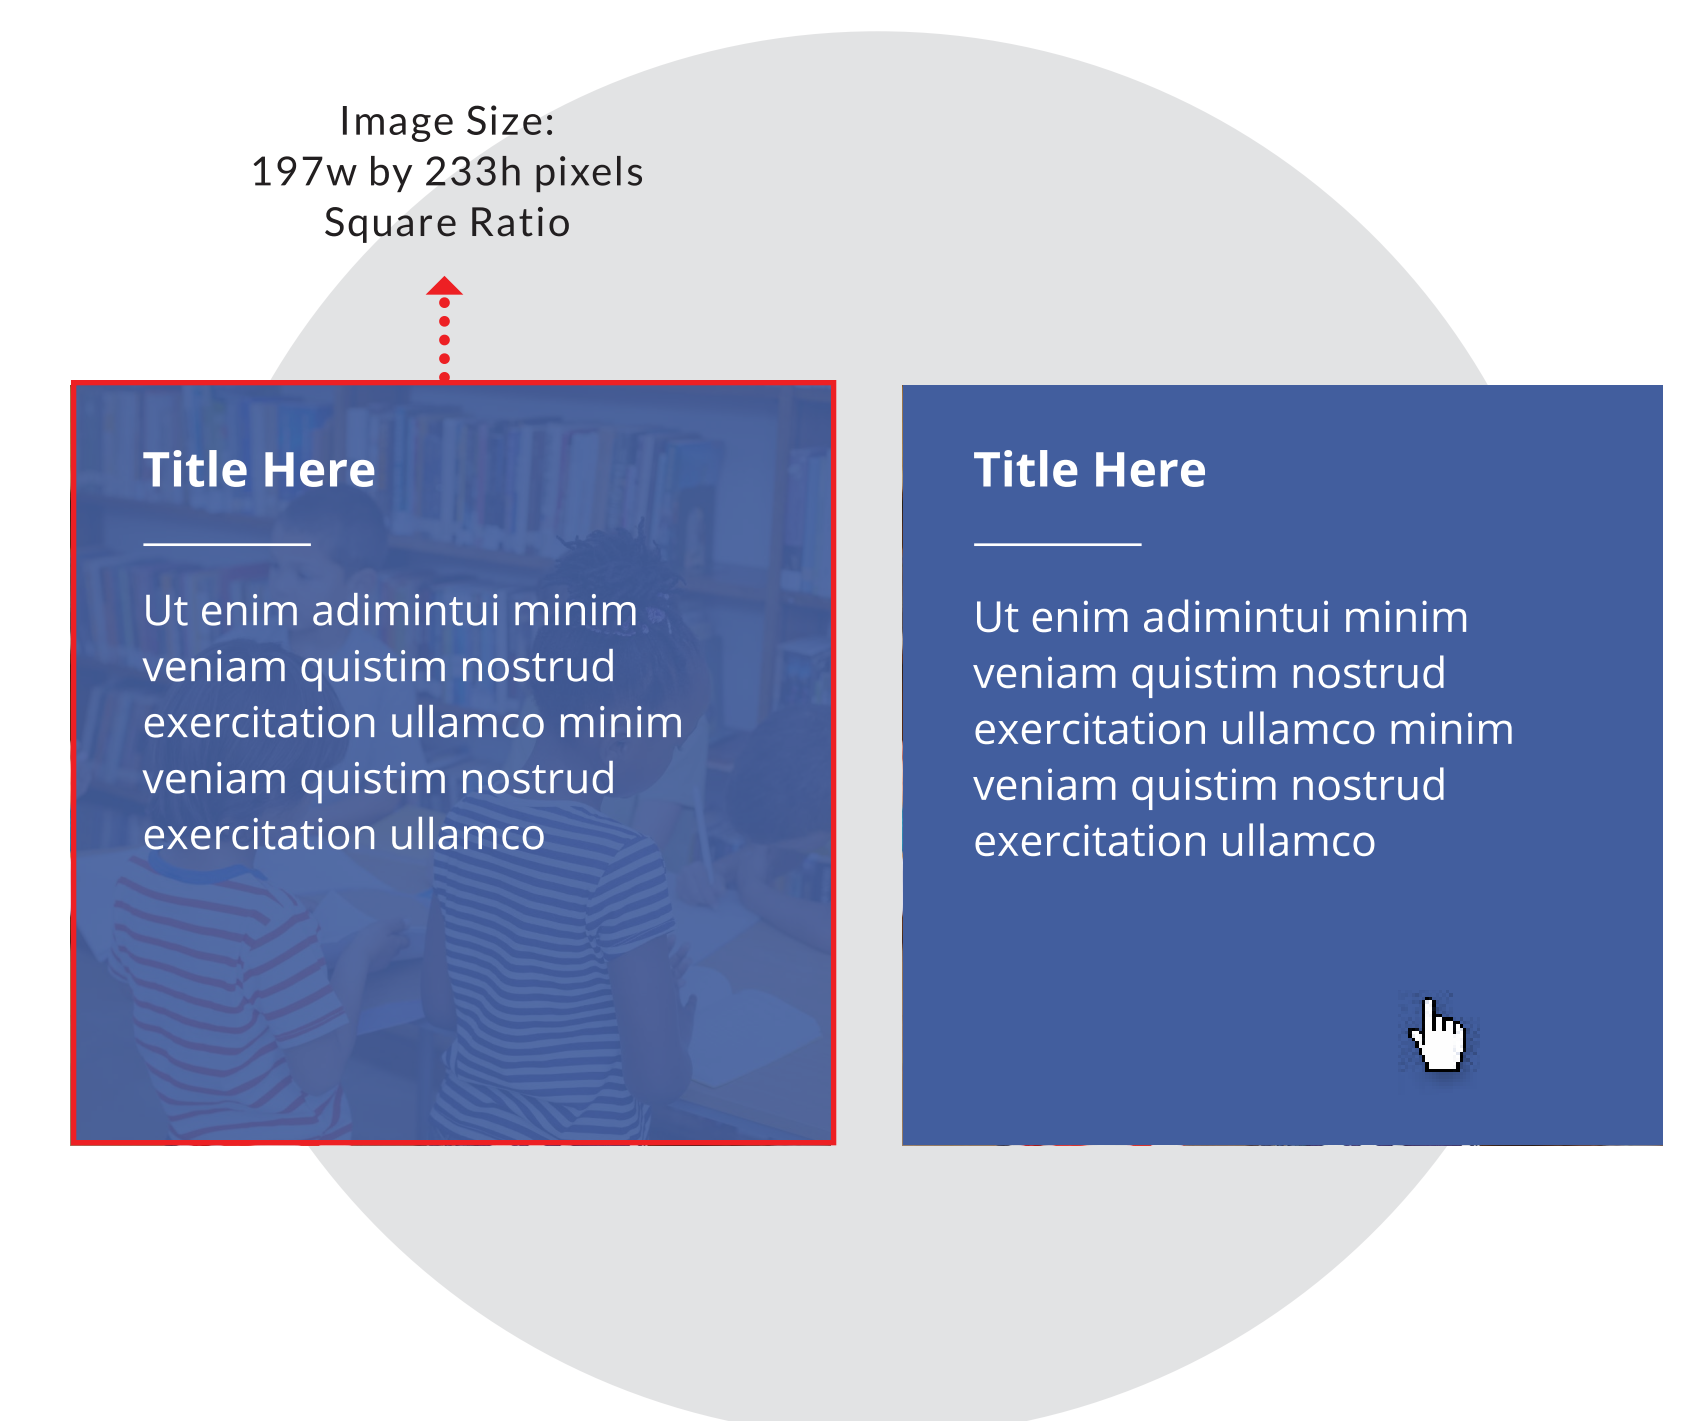 Image Size:
197w by 233h pixels
Square Ratio
Title Here
Ut enim adimintui minim
veniam quistim nostrud
exercitation ullamco minim
veniam quistim nostrud
exercitation ullamco
Title Here
Ut enim adimintui minim
veniam quistim nostrud
exercitation ullamco minim
veniam quistim nostrud
exercitation ullamco